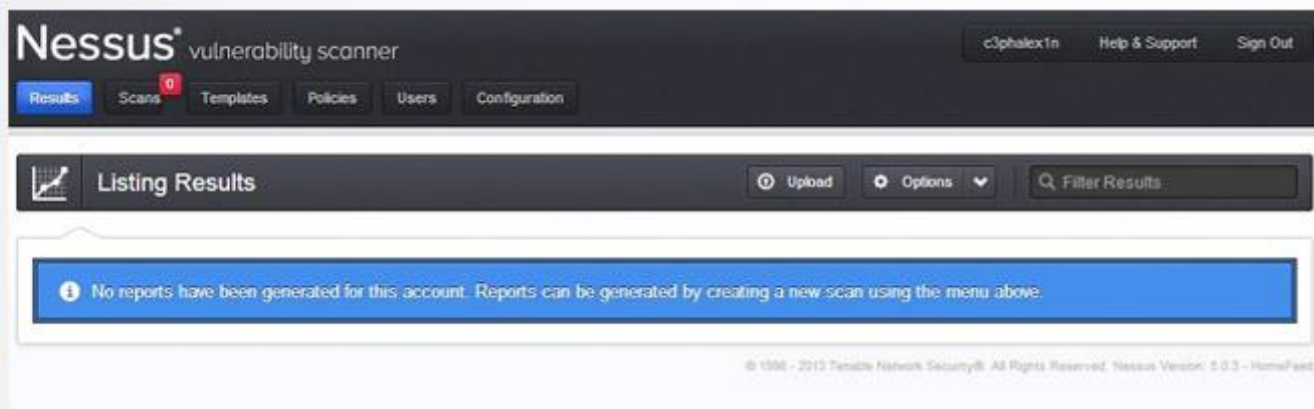 Nessus® vulnerability scanner
c3phalex1n Help & Support Sign Out
Results Scans 0 Templates Policies Users Configuration
Listing Results
Upload Options Filter Results
No reports have been generated for this account. Reports can be generated by creating a new scan using the menu above.
© 1998 - 2013 Tenable Network Security®. All Rights Reserved. Nessus Version: 5.0.3 - HomeFeed